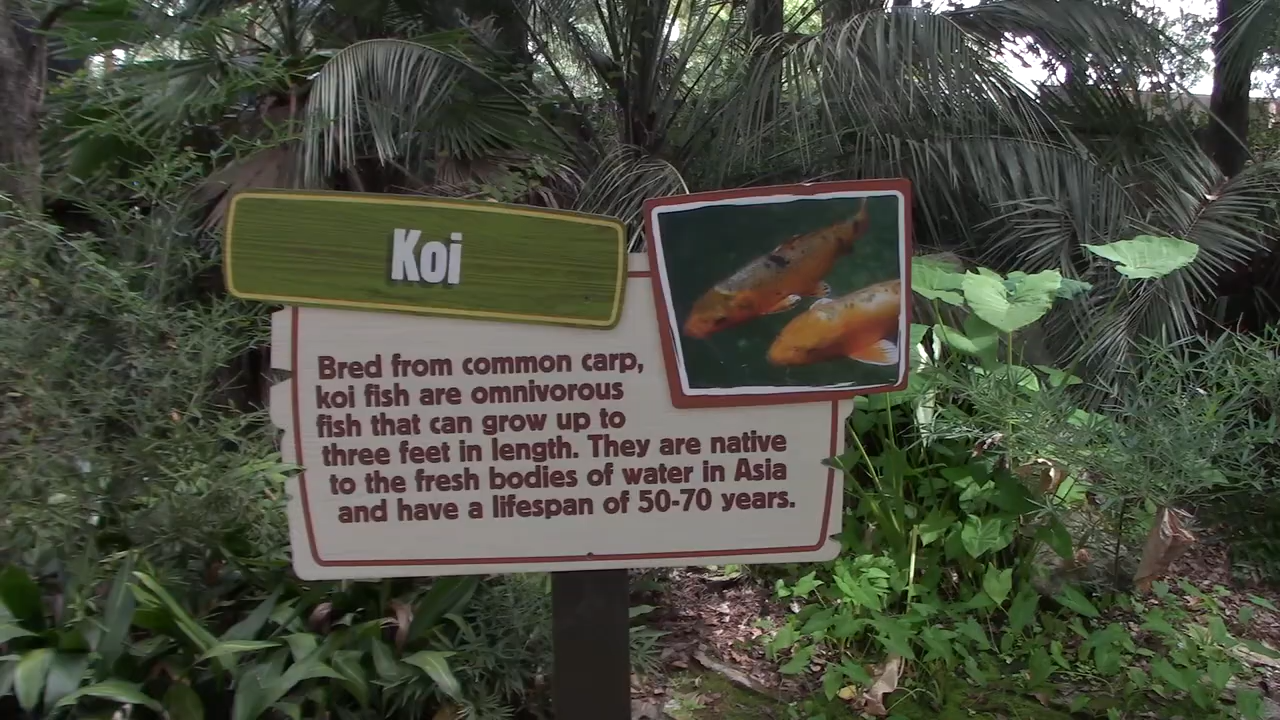 Koi
Bred from common carp,
koi fish are omnivorous
fish that can grow up to
three feet in length. They are native
to the fresh bodies of water in Asia
and have a lifespan of 50-70 years.